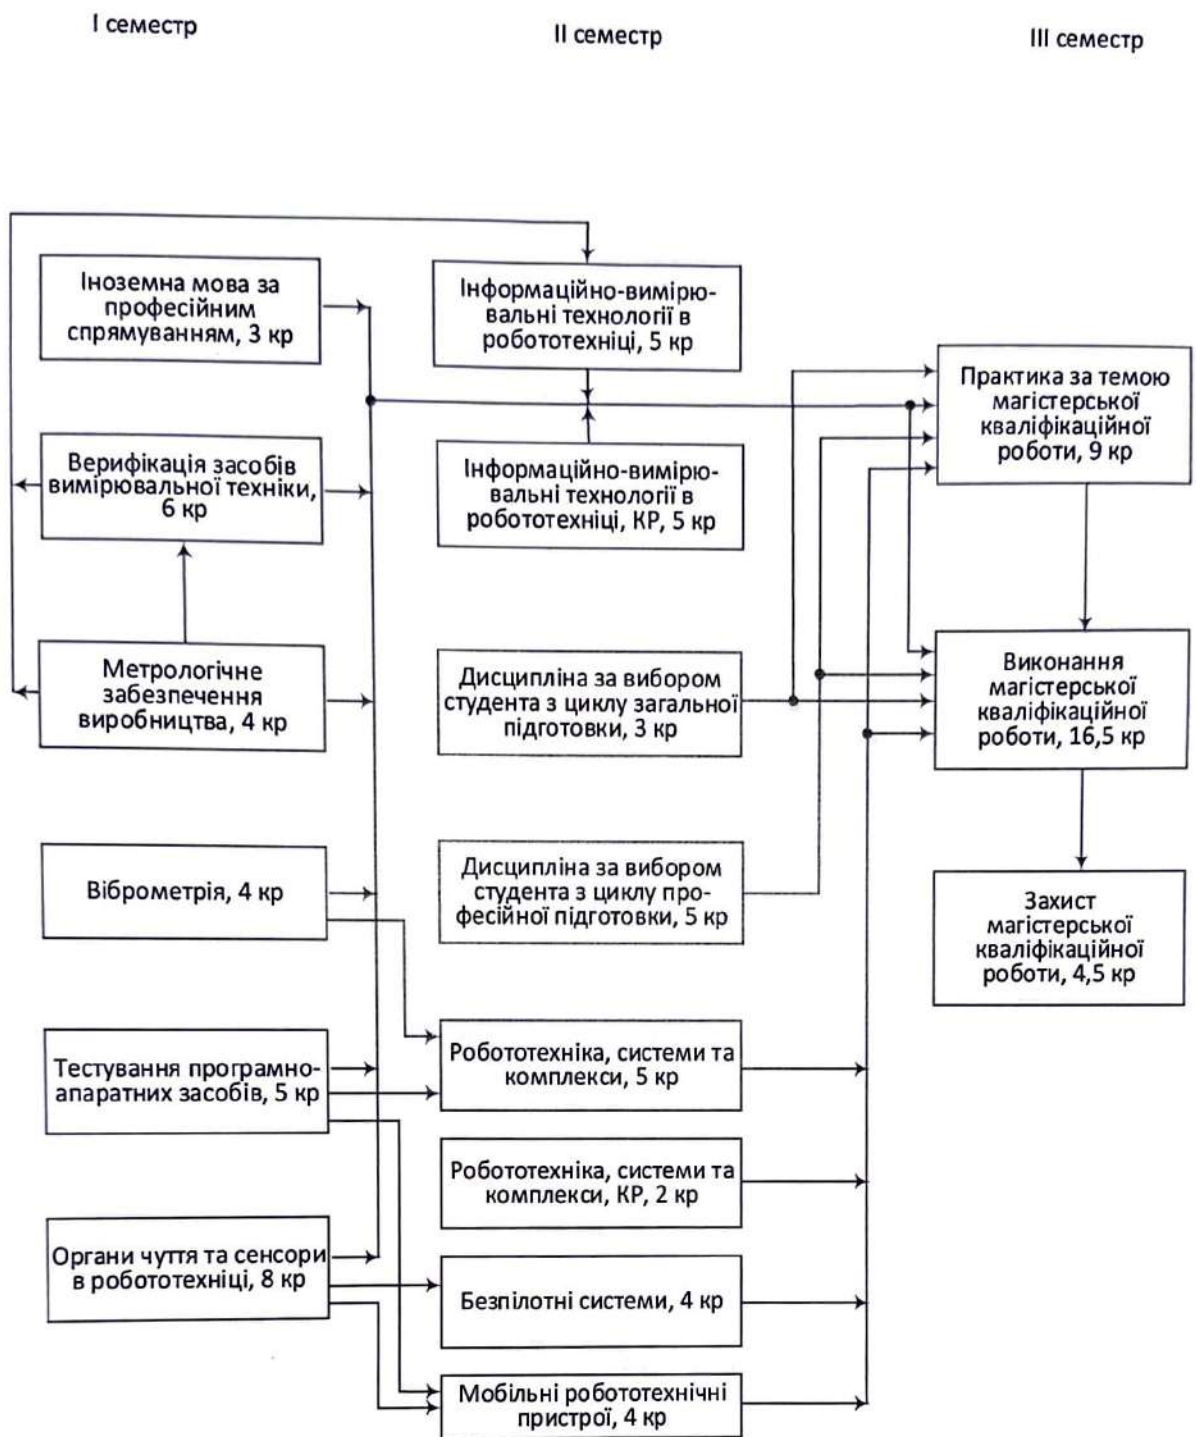 І семестр
ІІ семестр
ІІІ семестр
Іноземна мова за
професійним
спрямуванням, 3 кр
Верифікація засобів
вимірювальної техніки,
6 кр
Метрологічне
забезпечення
виробництва, 4 кр
Віброметрія, 4 кр
Тестування програмно-
апаратних засобів, 5 кр
Органи чуття та сенсори
в робототехніці, 8 кр
Інформаційно-вимірю-
вальні технології в
робототехніці, 5 кр
Інформаційно-вимірю-
вальні технології в
робототехніці, КР, 5 кр
Дисципліна за вибором
студента з циклу загальної
підготовки, 3 кр
Дисципліна за вибором
студента з циклу про-
фесійної підготовки, 5 кр
Робототехніка, системи та
комплекси, 5 кр
Робототехніка, системи та
комплекси, КР, 2 кр
Безпілотні системи, 4 кр
Мобільні робототехнічні
пристрої, 4 кр
Практика за темою
магістерської
кваліфікаційної
роботи, 9 кр
Виконання
магістерської
кваліфікаційної
роботи, 16,5 кр
Захист
магістерської
кваліфікаційної
роботи, 4,5 кр